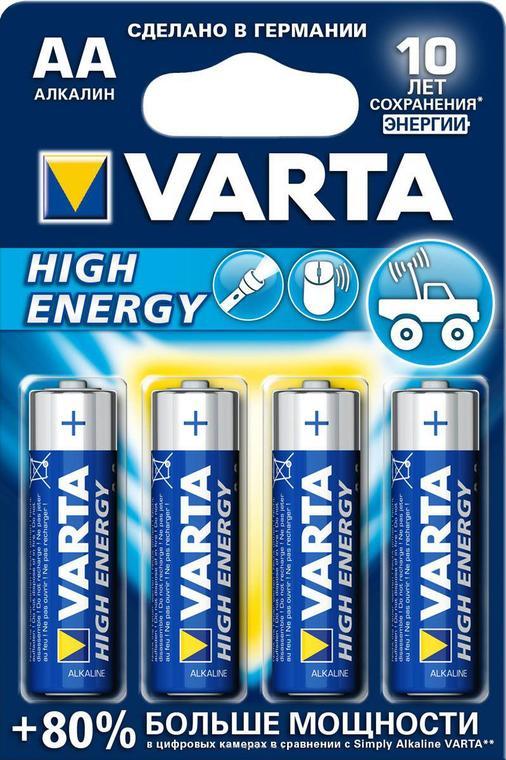 СДЕЛАНО В ГЕРМАНИИ
AA
АЛКАЛИН
10
ЛЕТ
СОХРАНЕНИЯ*
ЭНЕРГИИ
VARTA
HIGH
ENERGY
+
VARTA
HIGH ENERGY
ALKALINE
+
VARTA
HIGH ENERGY
ALKALINE
+
VARTA
HIGH ENERGY
ALKALINE
+
VARTA
HIGH ENERGY
ALKALINE
+80% БОЛЬШЕ МОЩНОСТИ
в цифровых камерах в сравнении с Simply Alkaline VARTA**